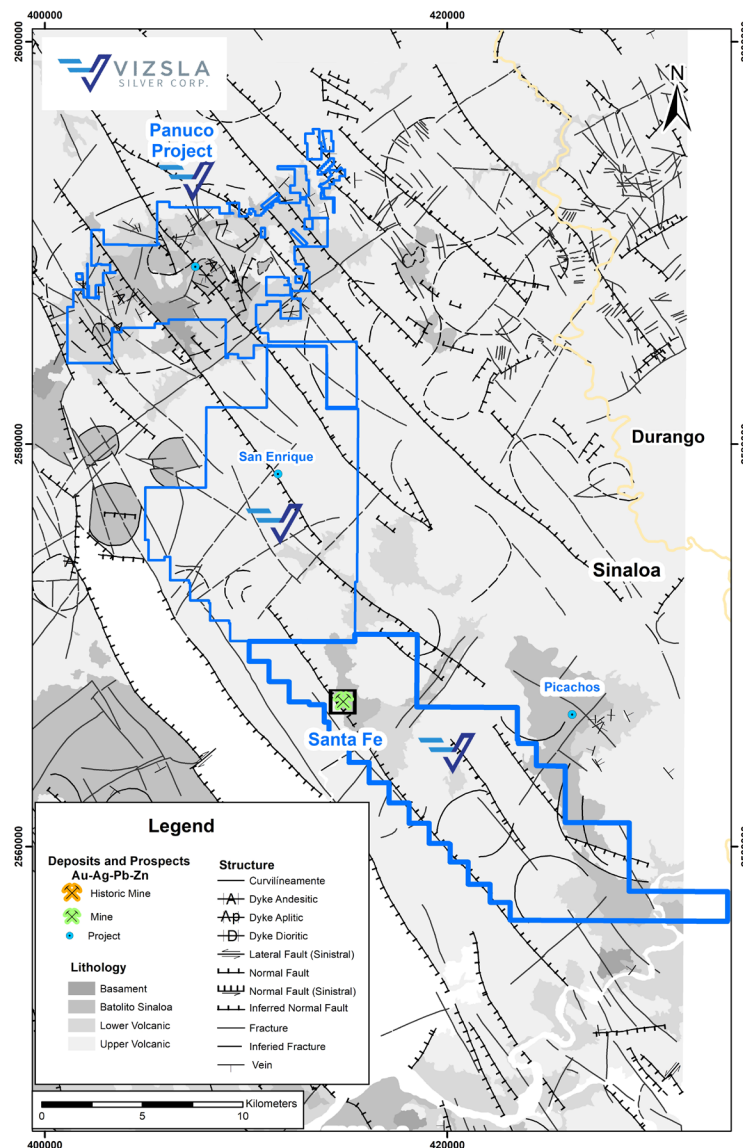 400000
420000
2600000
VIZSLA
SILVER CORP.
N
Panuco
Project
Durango
2580000
San Enrique
Sinaloa
Picachos
Santa Fe
2560000
Legend
Deposits and Prospects
Au-Ag-Pb-Zn
Historic Mine
Mine
Project
Lithology
Basament
Batolito Sinaloa
Lower Volcanic
Upper Volcanic
Structure
Curvilíneamente
A Dyke Andesitic
Ap Dyke Aplitic
D Dyke Dioritic
Lateral Fault (Sinistral)
Normal Fault
Normal Fault (Sinistral)
Inferred Normal Fault
Fracture
Inferied Fracture
Vein
Kilometers
0 5 10
400000
420000